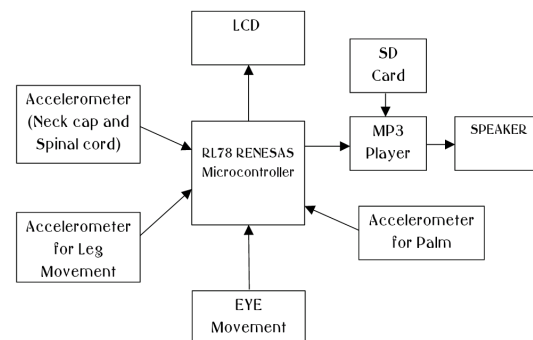 LCD
SD
Card
Accelerometer
(Neck cap and
Spinal cord)
RL78 RENESAS
Microcontroller
MP3
Player
SPEAKER
Accelerometer
for Leg
Movement
Accelerometer
for Palm
EYE
Movement